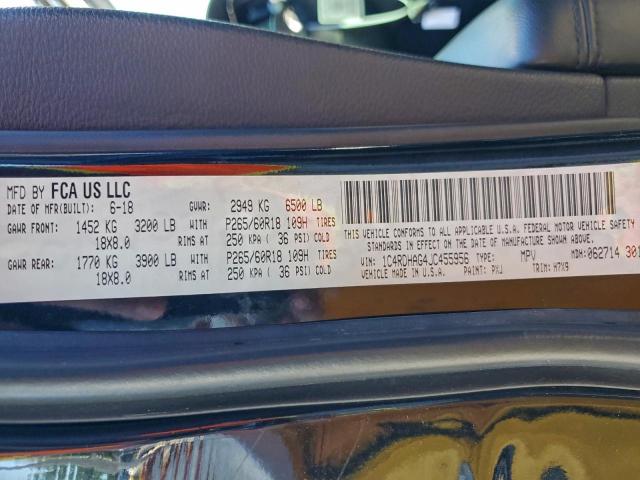 MFD BY FCA US LLC
DATE OF MFR(BUILT): 6-18 GVWR: 2949 KG 6500 LB
GAWR FRONT: 1452 KG 3200 LB WITH P265/60R18 109H TIRES
18X8.0 RIMS AT 250 KPA ( 36 PSI) COLD
GAWR REAR: 1770 KG 3900 LB WITH P265/60R18 109H TIRES
18X8.0 RIMS AT 250 KPA ( 36 PSI) COLD
THIS VEHICLE CONFORMS TO ALL APPLICABLE U.S.A. FEDERAL MOTOR VEHICLE SAFETY
STANDARDS IN EFFECT ON THE DATE OF MANUFACTURE SHOWN ABOVE.
VIN: 1C4RDHAG4JC455956 TYPE: MPV MDH: 062714 301
VEHICLE MADE IN U.S.A. PAINT: PXJ TRIM: H7X9